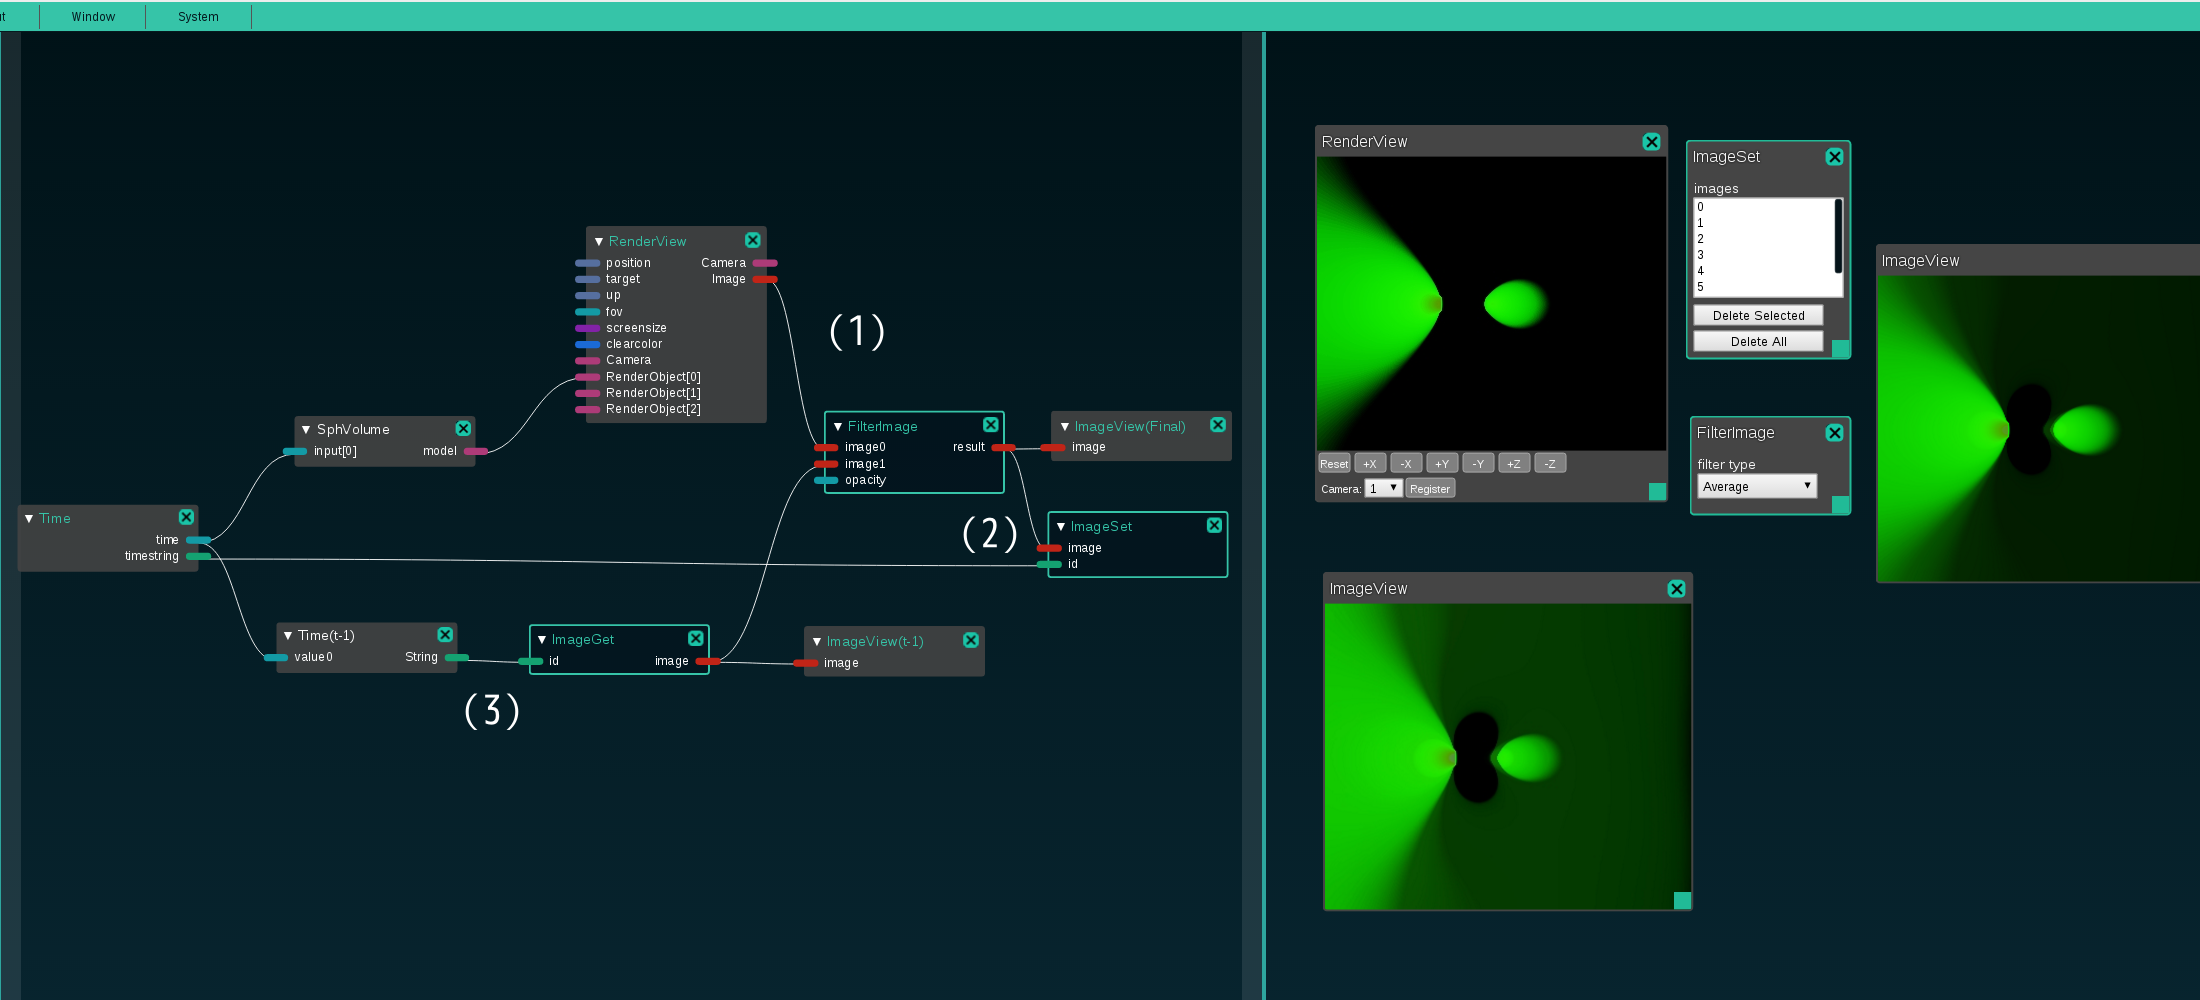 Window
System
RenderView
position Camera
target Image
up
fov
screensize
clearcolor
Camera
RenderObject[0]
RenderObject[1]
RenderObject[2]
(1)
SphVolume
input[0] model
FilterImage
image0 result
image1
opacity
ImageView(Final)
image
Time
time
timestring
(2)
ImageSet
image
id
Time(t-1)
value0 String
ImageGet
id image
ImageView(t-1)
image
(3)
RenderView
Reset +X -X +Y -Y +Z -Z
Camera: 1 Register
ImageSet
images
0
1
2
3
4
5
Delete Selected
Delete All
FilterImage
filter type
Average
ImageView
ImageView